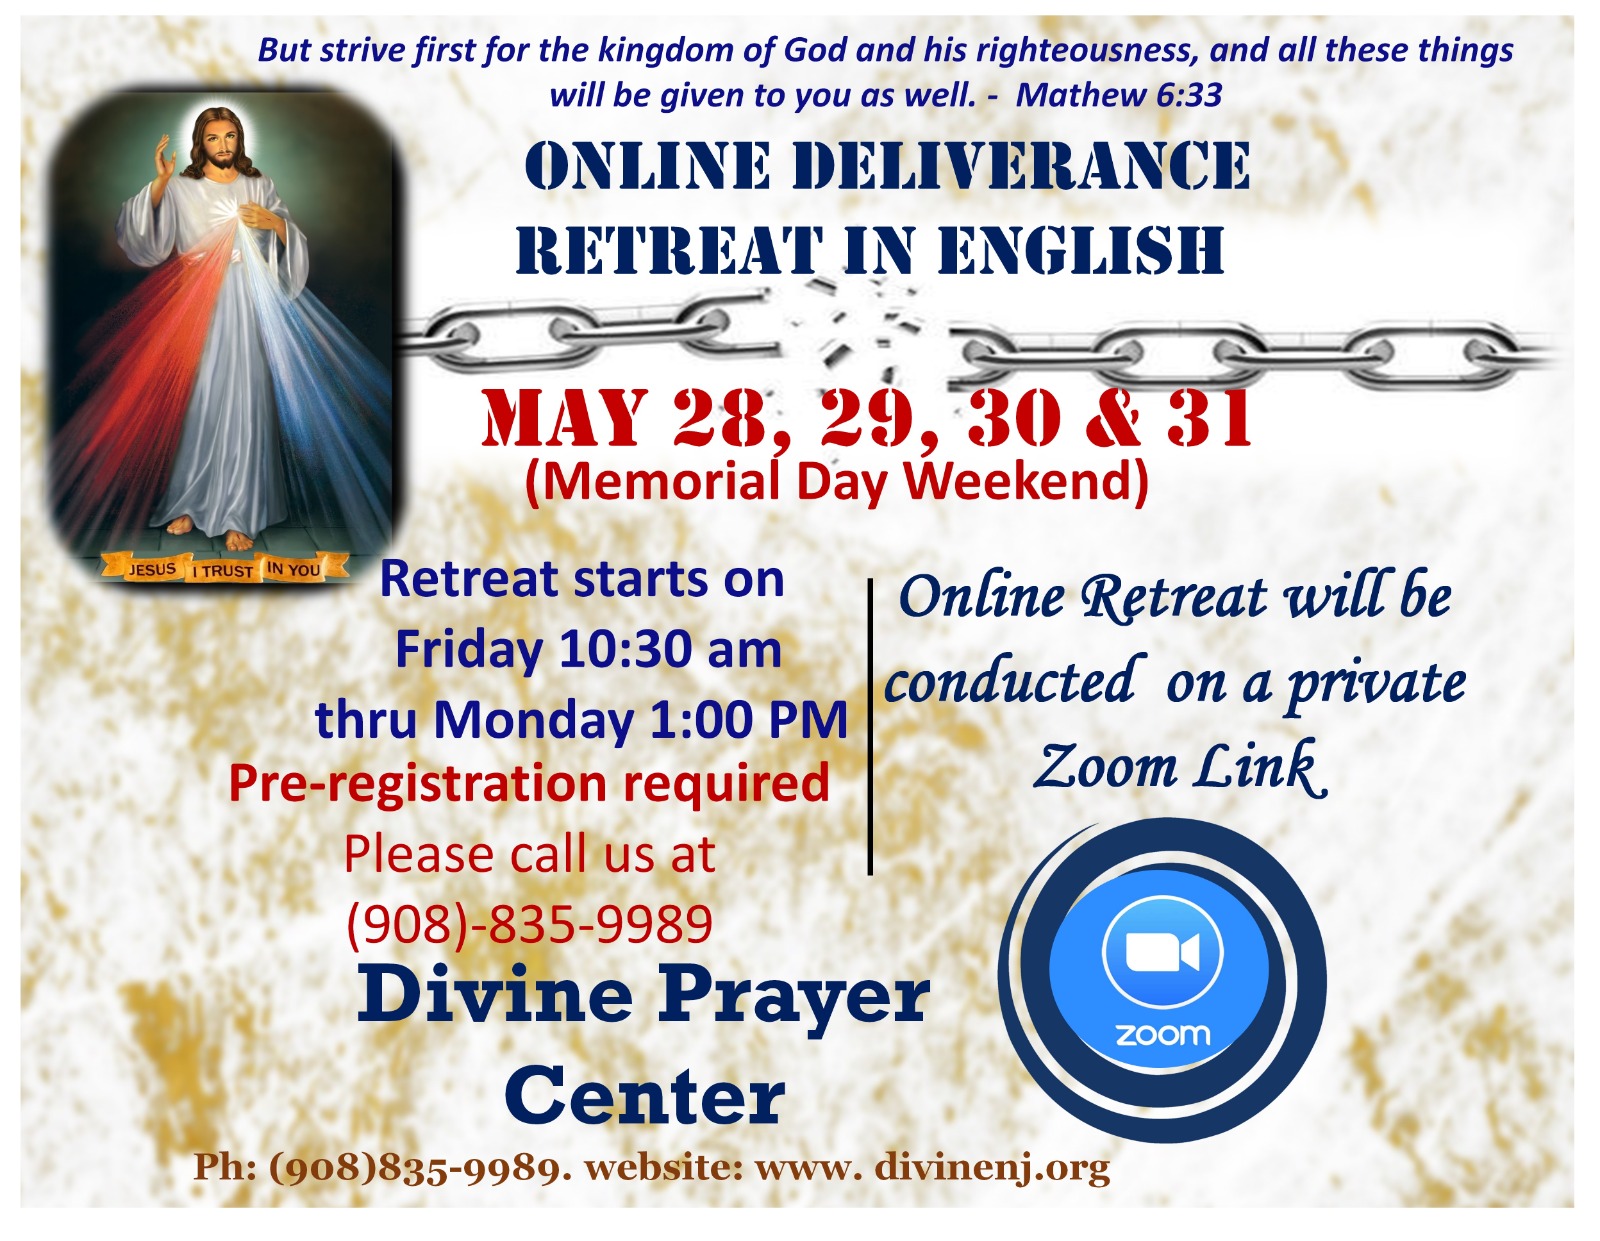 But strive first for the kingdom of God and his righteousness, and all these things
will be given to you as well. - Mathew 6:33
ONLINE DELIVERANCE
RETREAT IN ENGLISH
MAY 28, 29, 30 & 31
(Memorial Day Weekend)
JESUS I TRUST IN YOU
Retreat starts on
Friday 10:30 am
thru Monday 1:00 PM
Pre-registration required
Please call us at
(908)-835-9989
Online Retreat will be
conducted on a private
Zoom Link
zoom
Divine Prayer
Center
Ph: (908)835-9989. website: www. divinenj.org